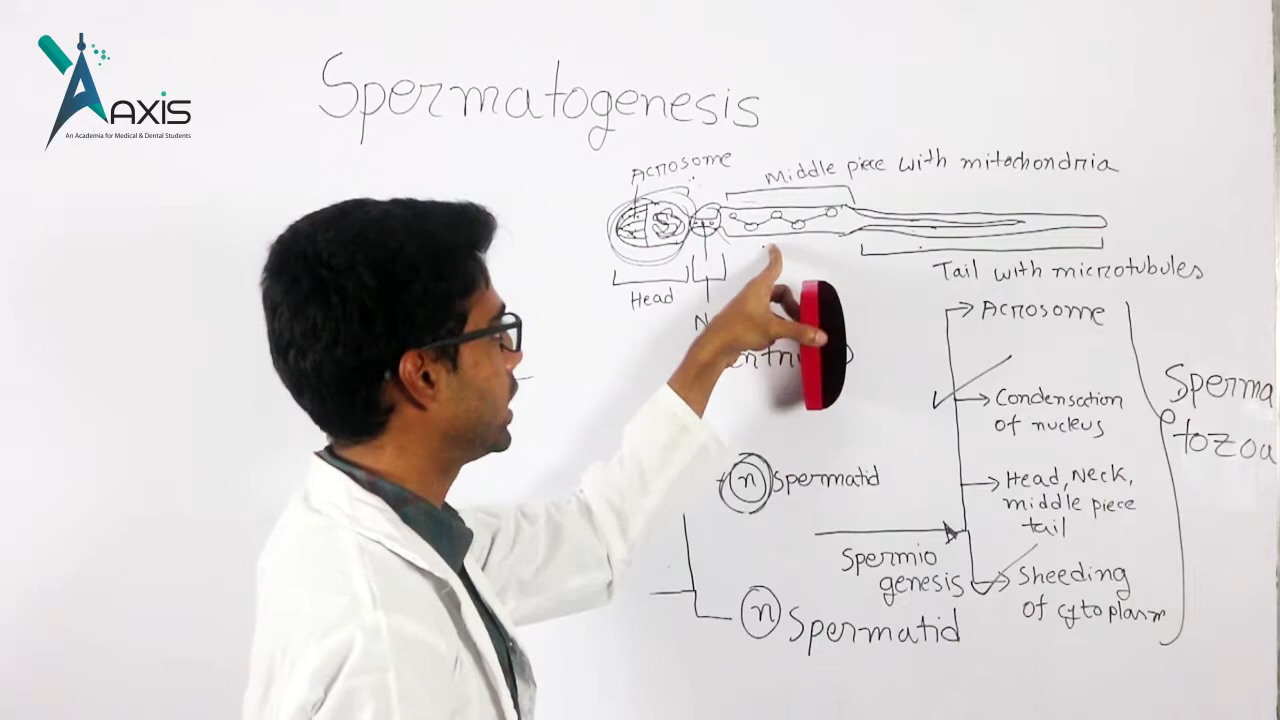 AXIS
An Academia for Medical & Dental Students
Spermatogenesis
Acrosome
Middle piece with mitochondria
Head
Tail with microtubules
Acrosome
Condensation
of nucleus
Sperma
tozoa
n spermatid
Head, Neck,
middle piece
tail
Spermio
genesis
Sheeding
of cytoplasm
n Spermatid